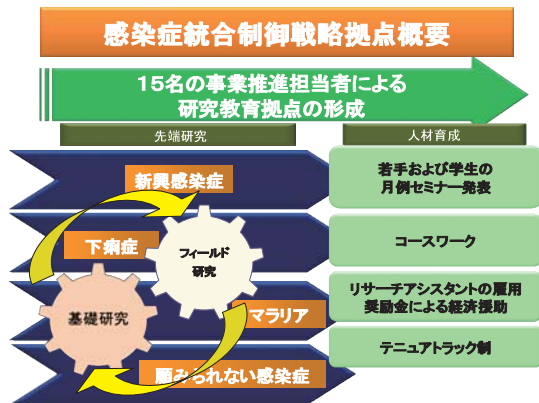 感染症統合制御戦略拠点概要
15名の事業推進担当者による
研究教育拠点の形成
先端研究
人材育成
新興感染症
下痢症
フィールド
研究
基礎研究
マラリア
顧みられない感染症
若手および学生の
月例セミナー発表
コースワーク
リサーチアシスタントの雇用
奨励金による経済援助
テニュアトラック制